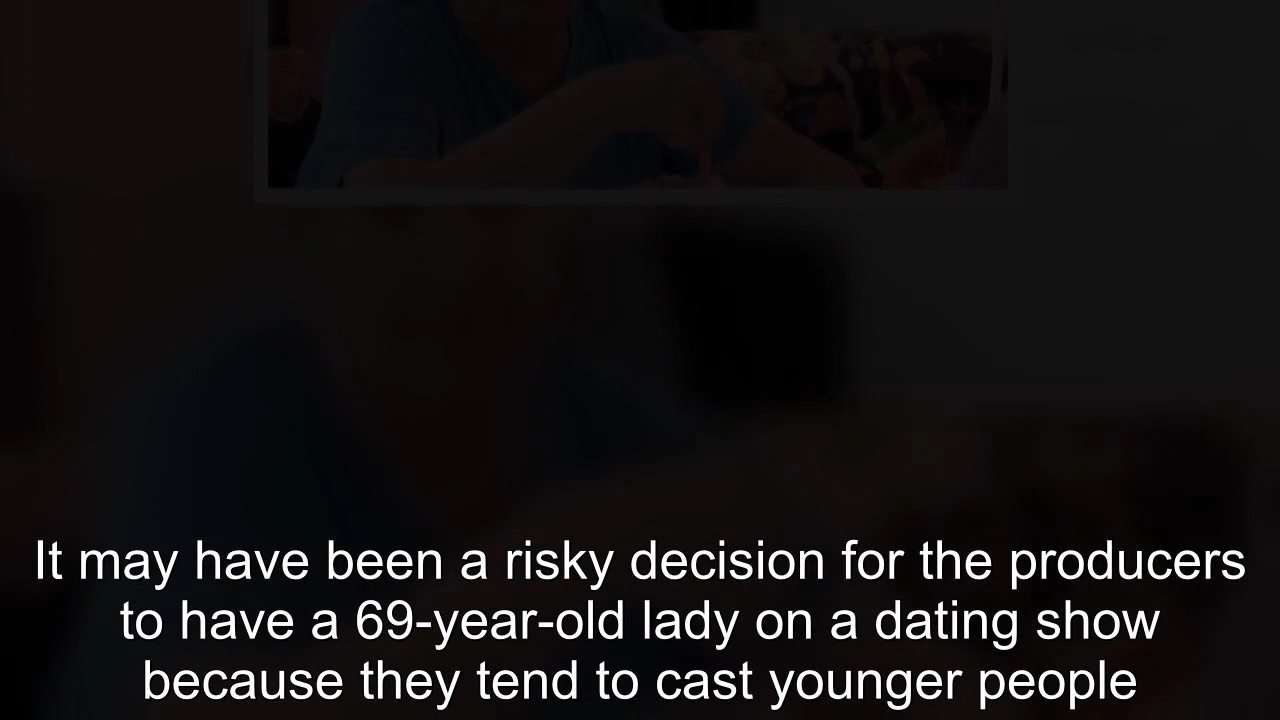 It may have been a risky decision for the producers
to have a 69-year-old lady on a dating show
because they tend to cast younger people